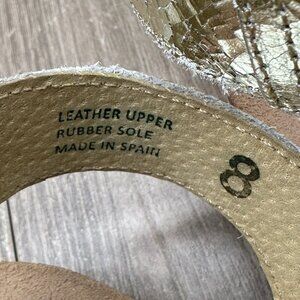 LEATHER UPPER
RUBBER SOLE
MADE IN SPAIN
8